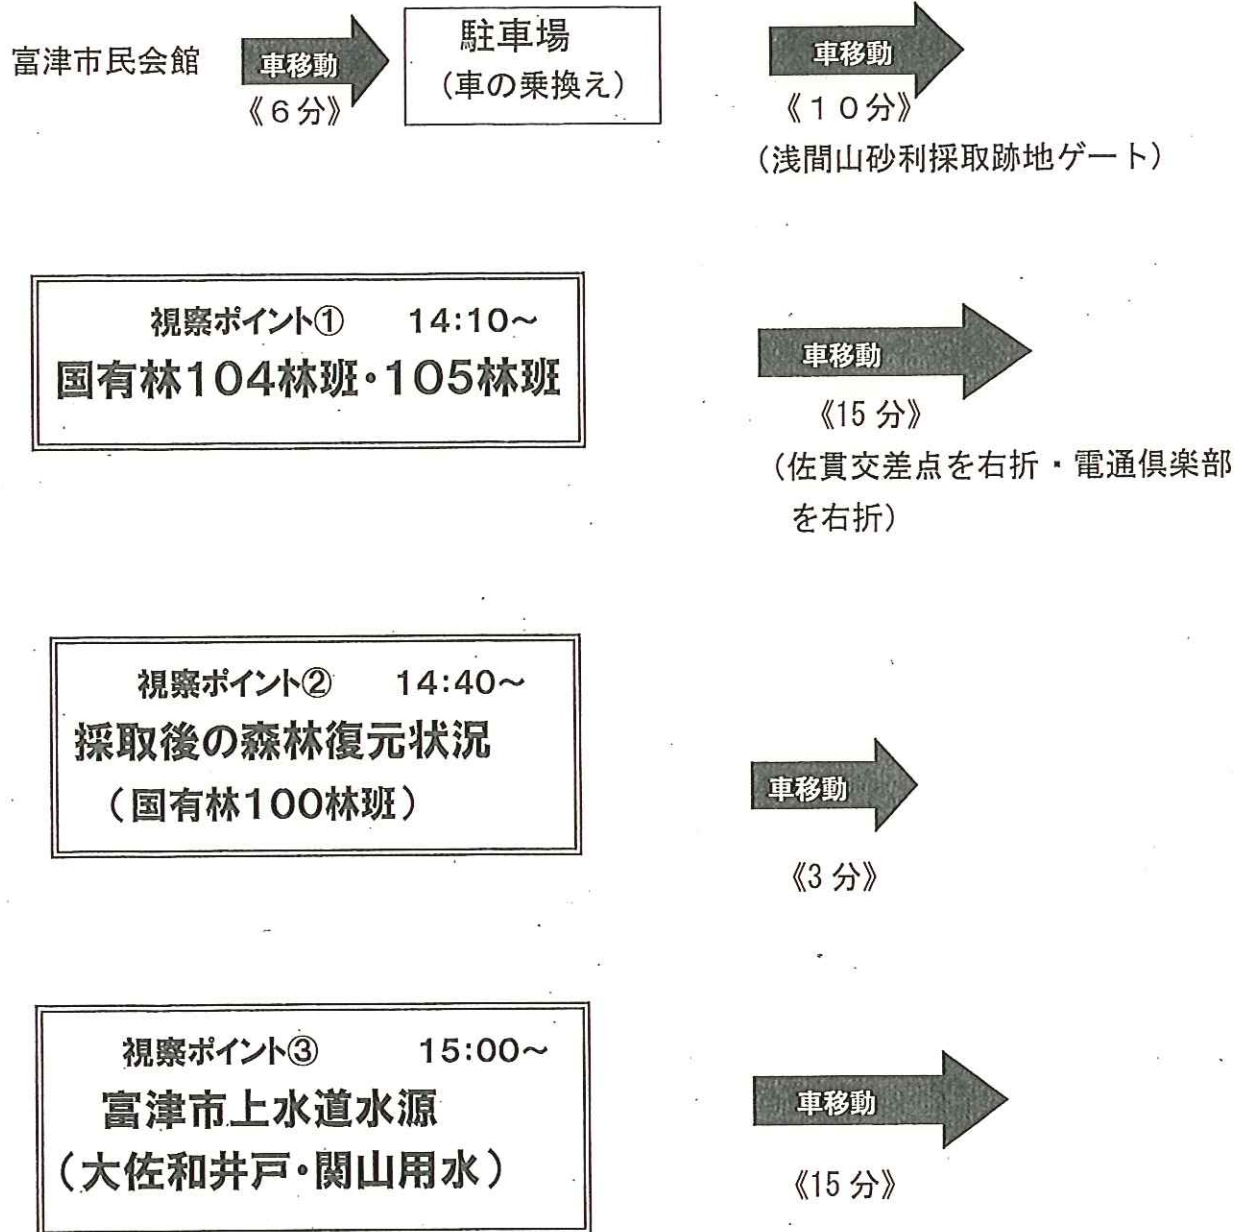 富津市民会館
車移動
《6分》
駐車場
(車の乗換え)
車移動
《10分》
(浅間山砂利採取跡地ゲート)
視察ポイント① 14:10~
国有林104林班・105林班
車移動
《15分》
(佐貫交差点を右折・電通倶楽部
を右折)
視察ポイント② 14:40~
採取後の森林復元状況
(国有林100林班)
車移動
《3分》
視察ポイント③ 15:00~
富津市上水道水源
(大佐和井戸・関山用水)
車移動
《15分》